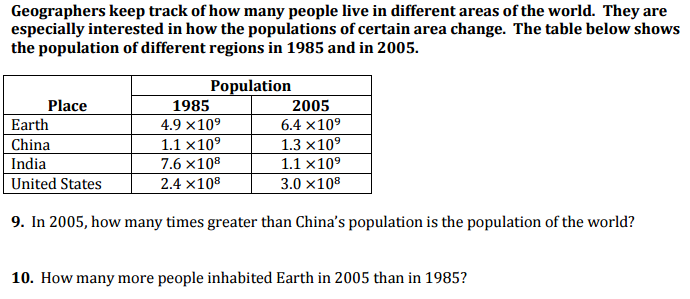 Geographers keep track of how many people live in different areas of the world. They are
especially interested in how the populations of certain area change. The table below shows
the population of different regions in 1985 and in 2005.
Population
Place 1985 2005
Earth 4.9 ×10⁹ 6.4 ×10⁹
China 1.1 ×10⁹ 1.3 ×10⁹
India 7.6 ×10⁸ 1.1 ×10⁹
United States 2.4 ×10⁸ 3.0 ×10⁸
9. In 2005, how many times greater than China's population is the population of the world?
10. How many more people inhabited Earth in 2005 than in 1985?